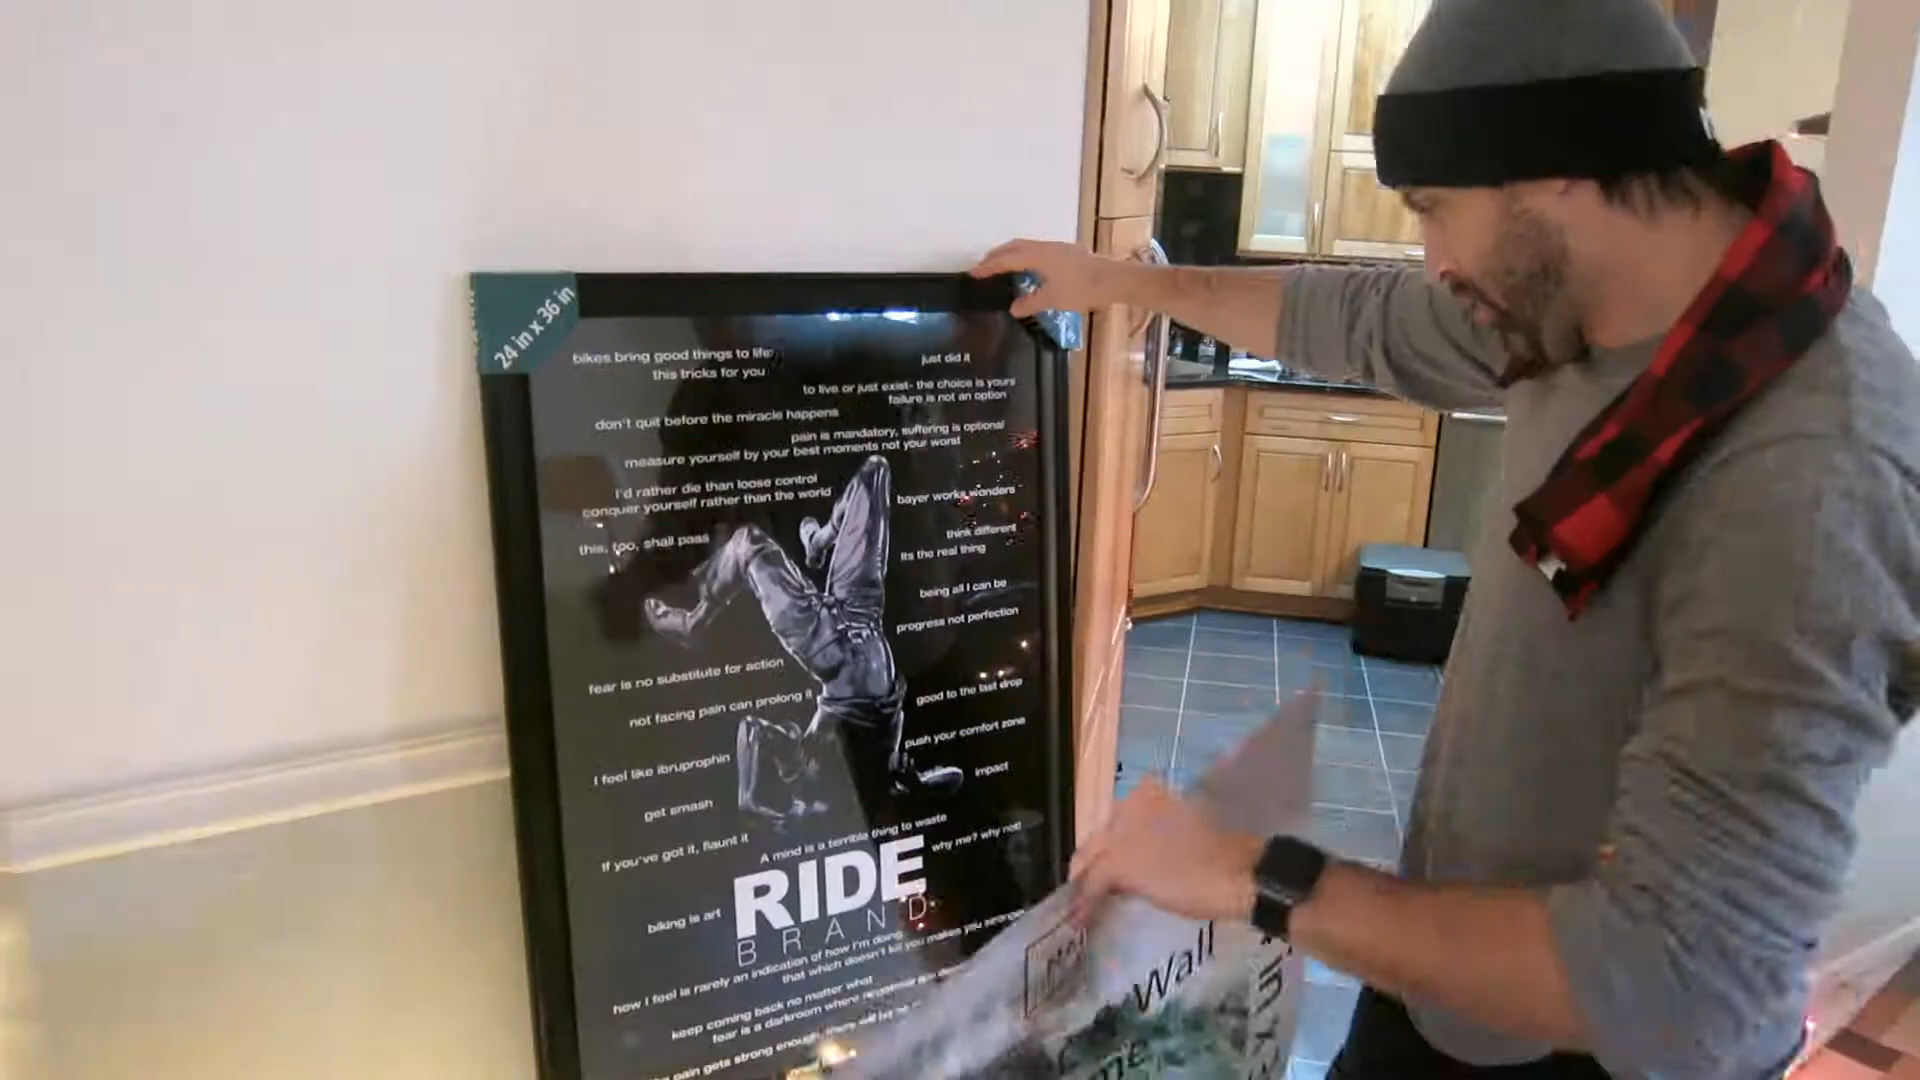 24 in x 36 in
bikes bring good things to life
this tricks for you
just did it
to live or just exist- the choice is yours
failure is not an option
don't quit before the miracle happens
pain is mandatory, suffering is optional
measure yourself by your best moments not your worst
I'd rather die than loose control
conquer yourself rather than the world
bayer works wonders
this, too, shall pass
think different
Its the real thing
being all I can be
progress not perfection
fear is no substitute for action
not facing pain can prolong it
good to the last drop
push your comfort zone
I feel like ibruprophin
impact
get smash
If you've got it, flaunt it
A mind is a terrible thing to waste
why me? why not!
RIDE
BRAND
biking is art
how I feel is rarely an indication of how I'm doing
that which doesn't kill you makes you stronger
keep coming back no matter what
fear is a darkroom where
pain gets strong enough
Wall